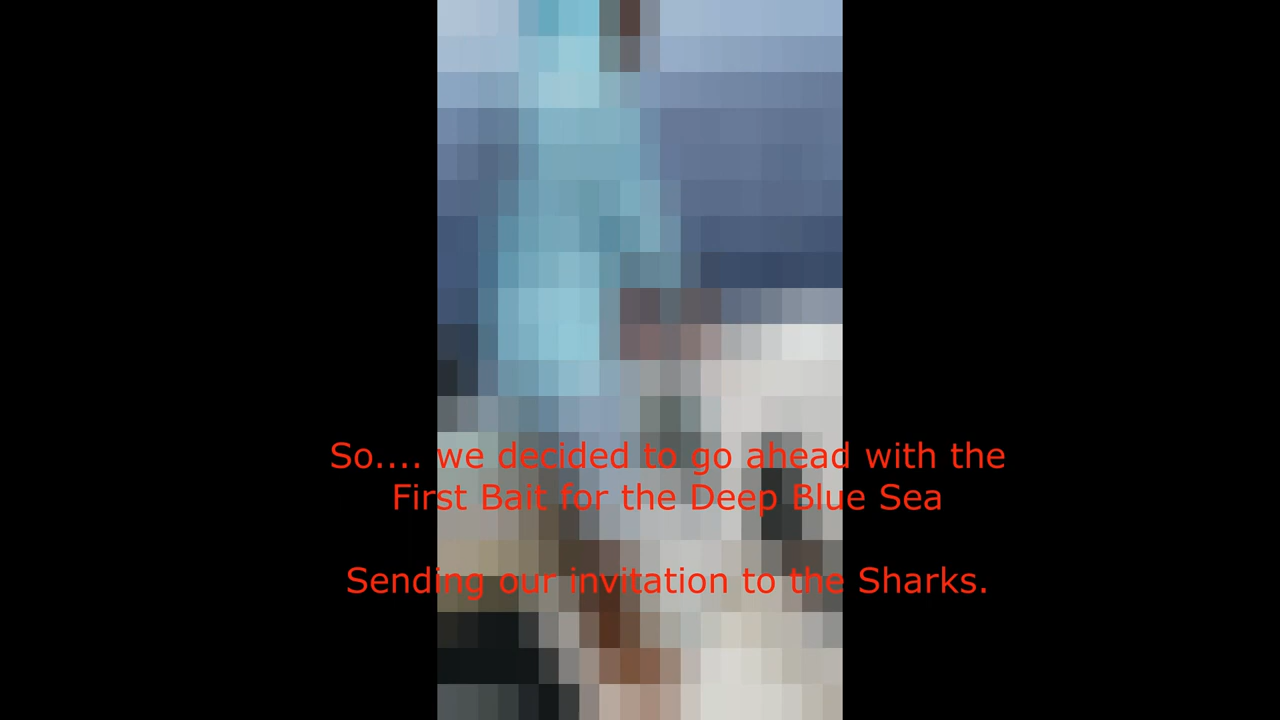 So.... we decided to go ahead with the
First Bait for the Deep Blue Sea
Sending our invitation to the Sharks.